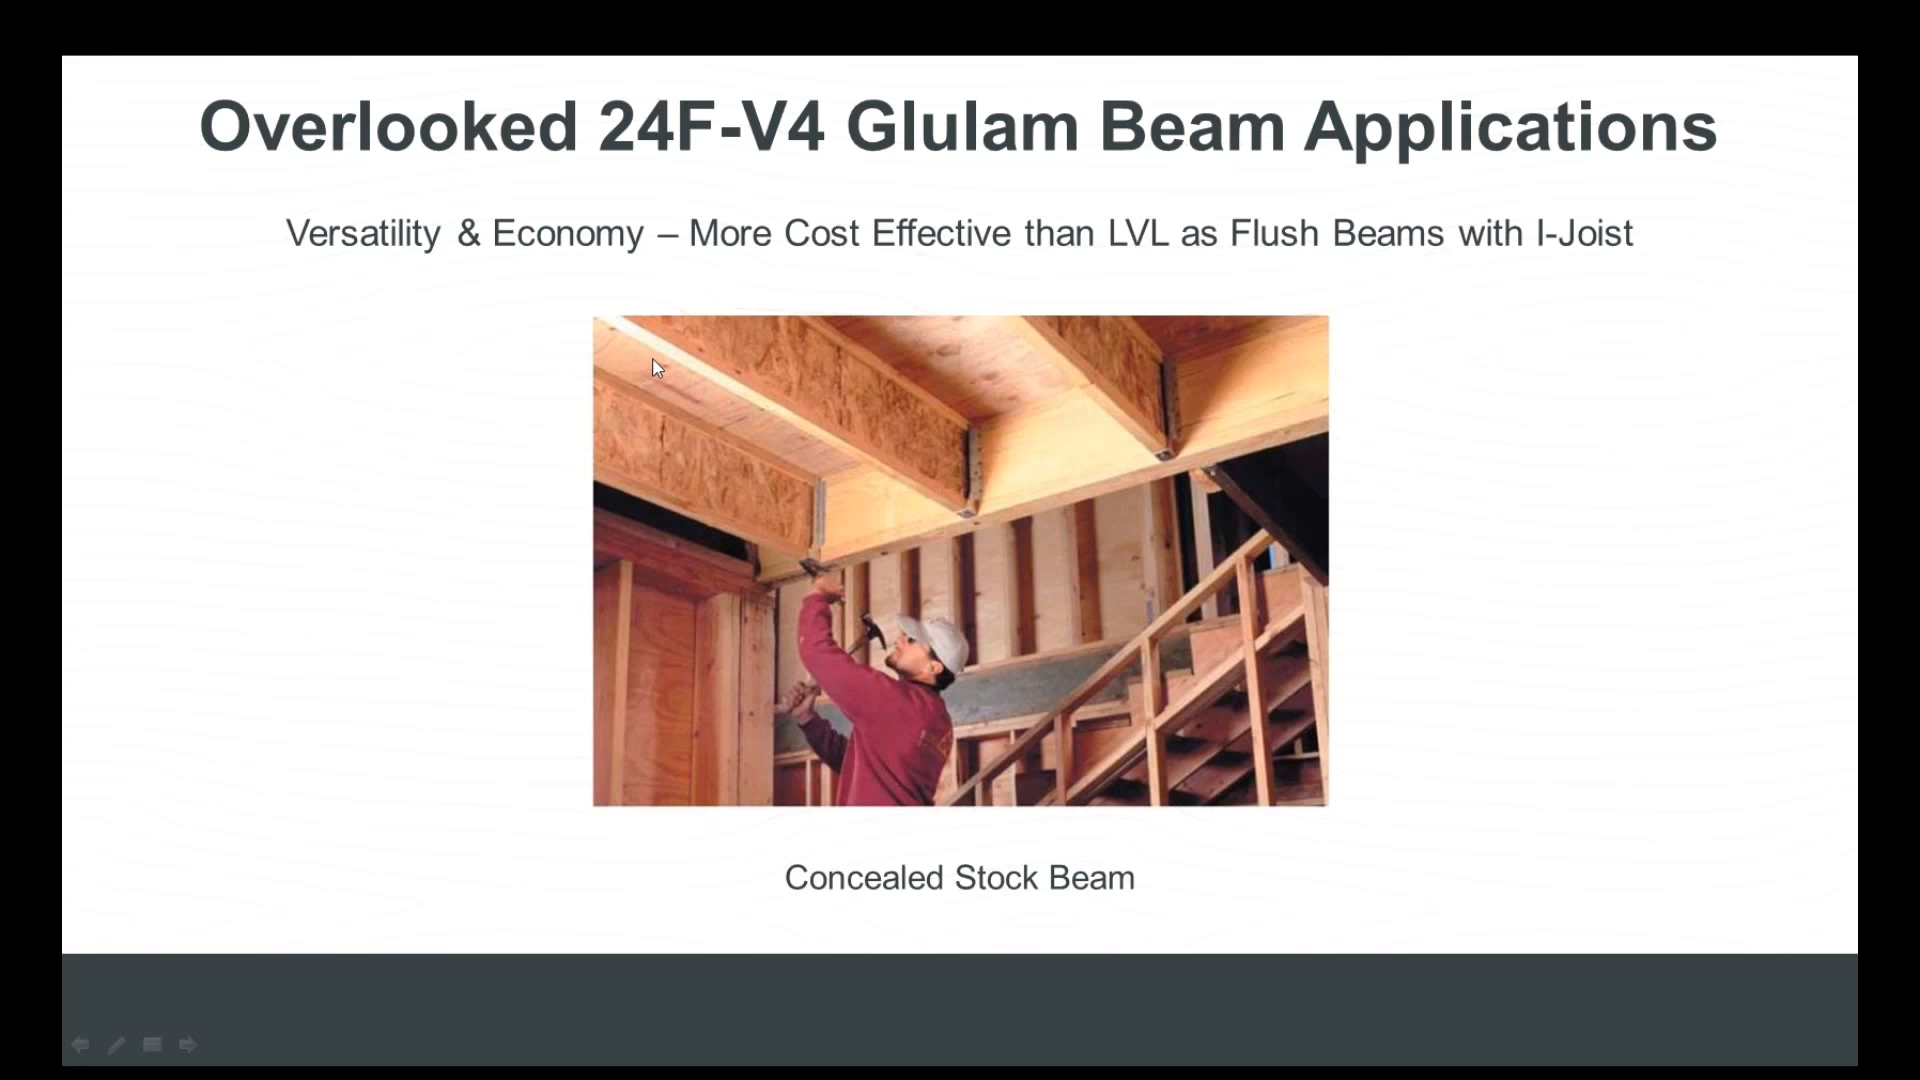 Overlooked 24F-V4 Glulam Beam Applications
Versatility & Economy – More Cost Effective than LVL as Flush Beams with I-Joist
Concealed Stock Beam